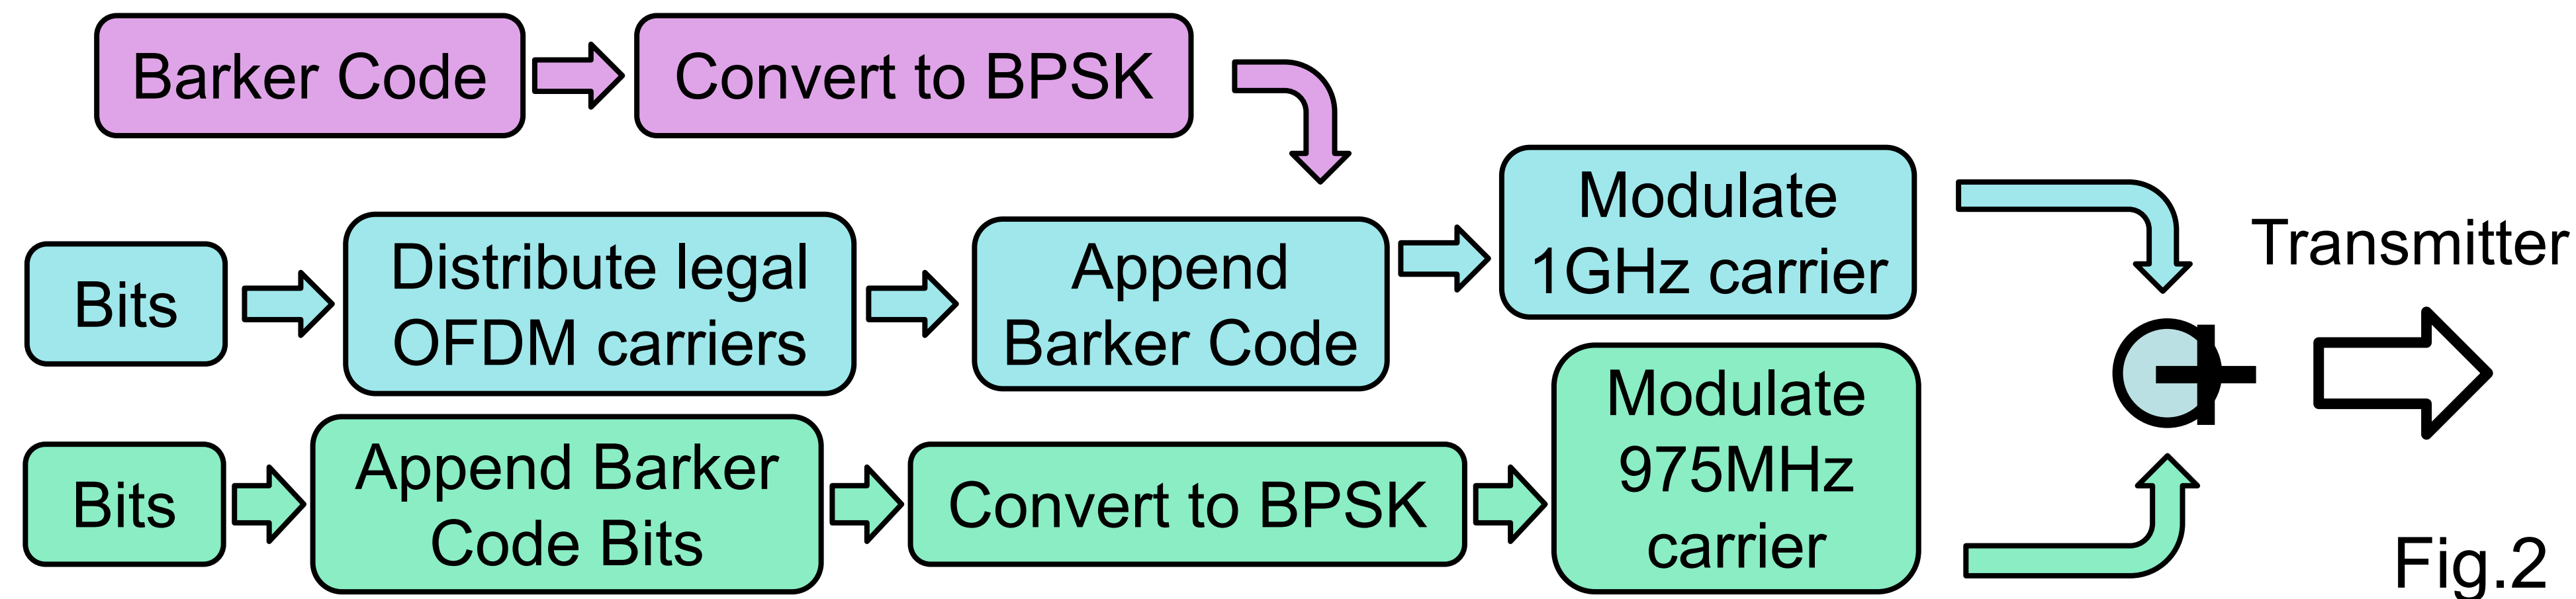 Barker Code
Convert to BPSK
Bits
Distribute legal
OFDM carriers
Append
Barker Code
Modulate
1GHz carrier
Transmitter
Bits
Append Barker
Code Bits
Convert to BPSK
Modulate
975MHz
carrier
Fig.2